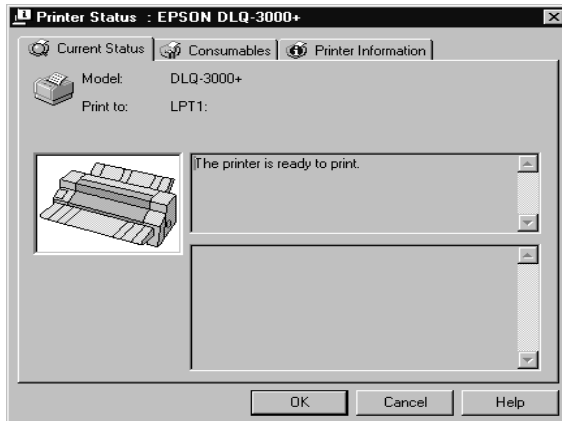 Printer Status : EPSON DLQ-3000+
Current Status Consumables Printer Information
Model: DLQ-3000+
Print to: LPT1:
The printer is ready to print.
OK Cancel Help